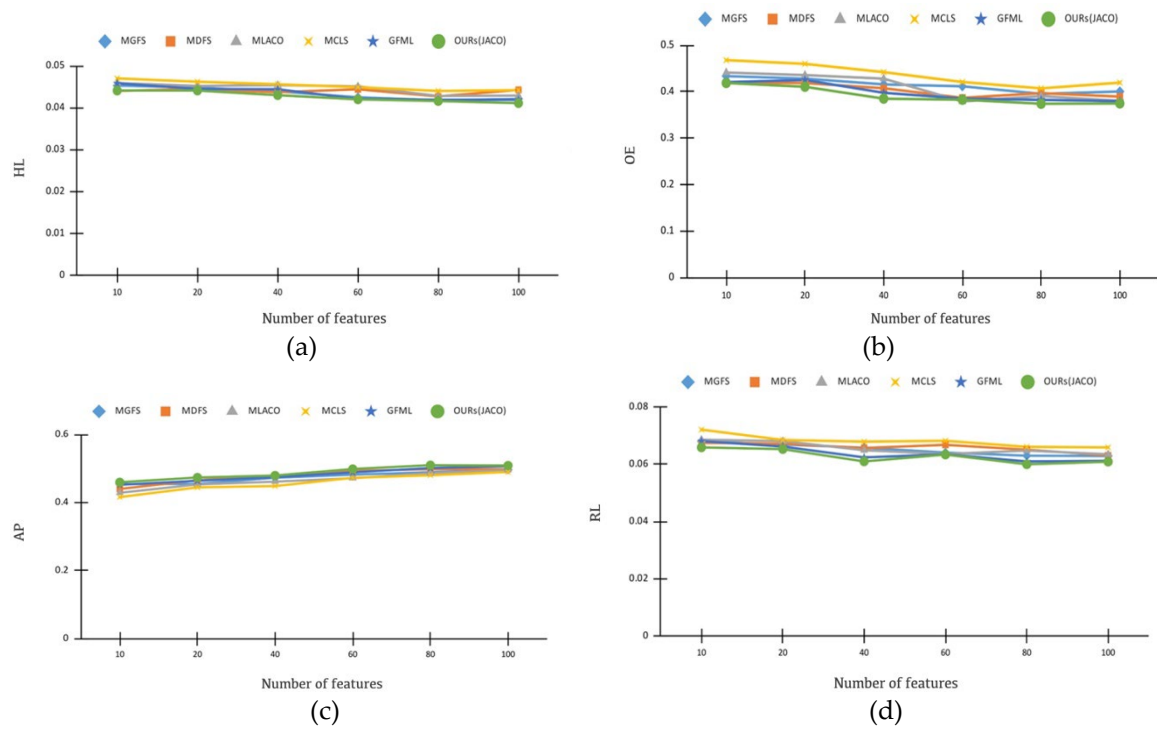 MGFS MDFS MLACO MCLS GFML OURs(JACO)
0.05
0.04
0.03
0.02
0.01
0
HL
10 20 40 60 80 100
Number of features
(a)
MGFS MDFS MLACO MCLS GFML OURs(JACO)
0.5
0.4
0.3
0.2
0.1
0
OE
10 20 40 60 80 100
Number of features
(b)
MGFS MDFS MLACO MCLS GFML OURs(JACO)
0.6
0.4
0.2
0
AP
10 20 40 60 80 100
Number of features
(c)
MGFS MDFS MLACO MCLS GFML OURs(JACO)
0.08
0.06
0.04
0.02
0
RL
10 20 40 60 80 100
Number of features
(d)